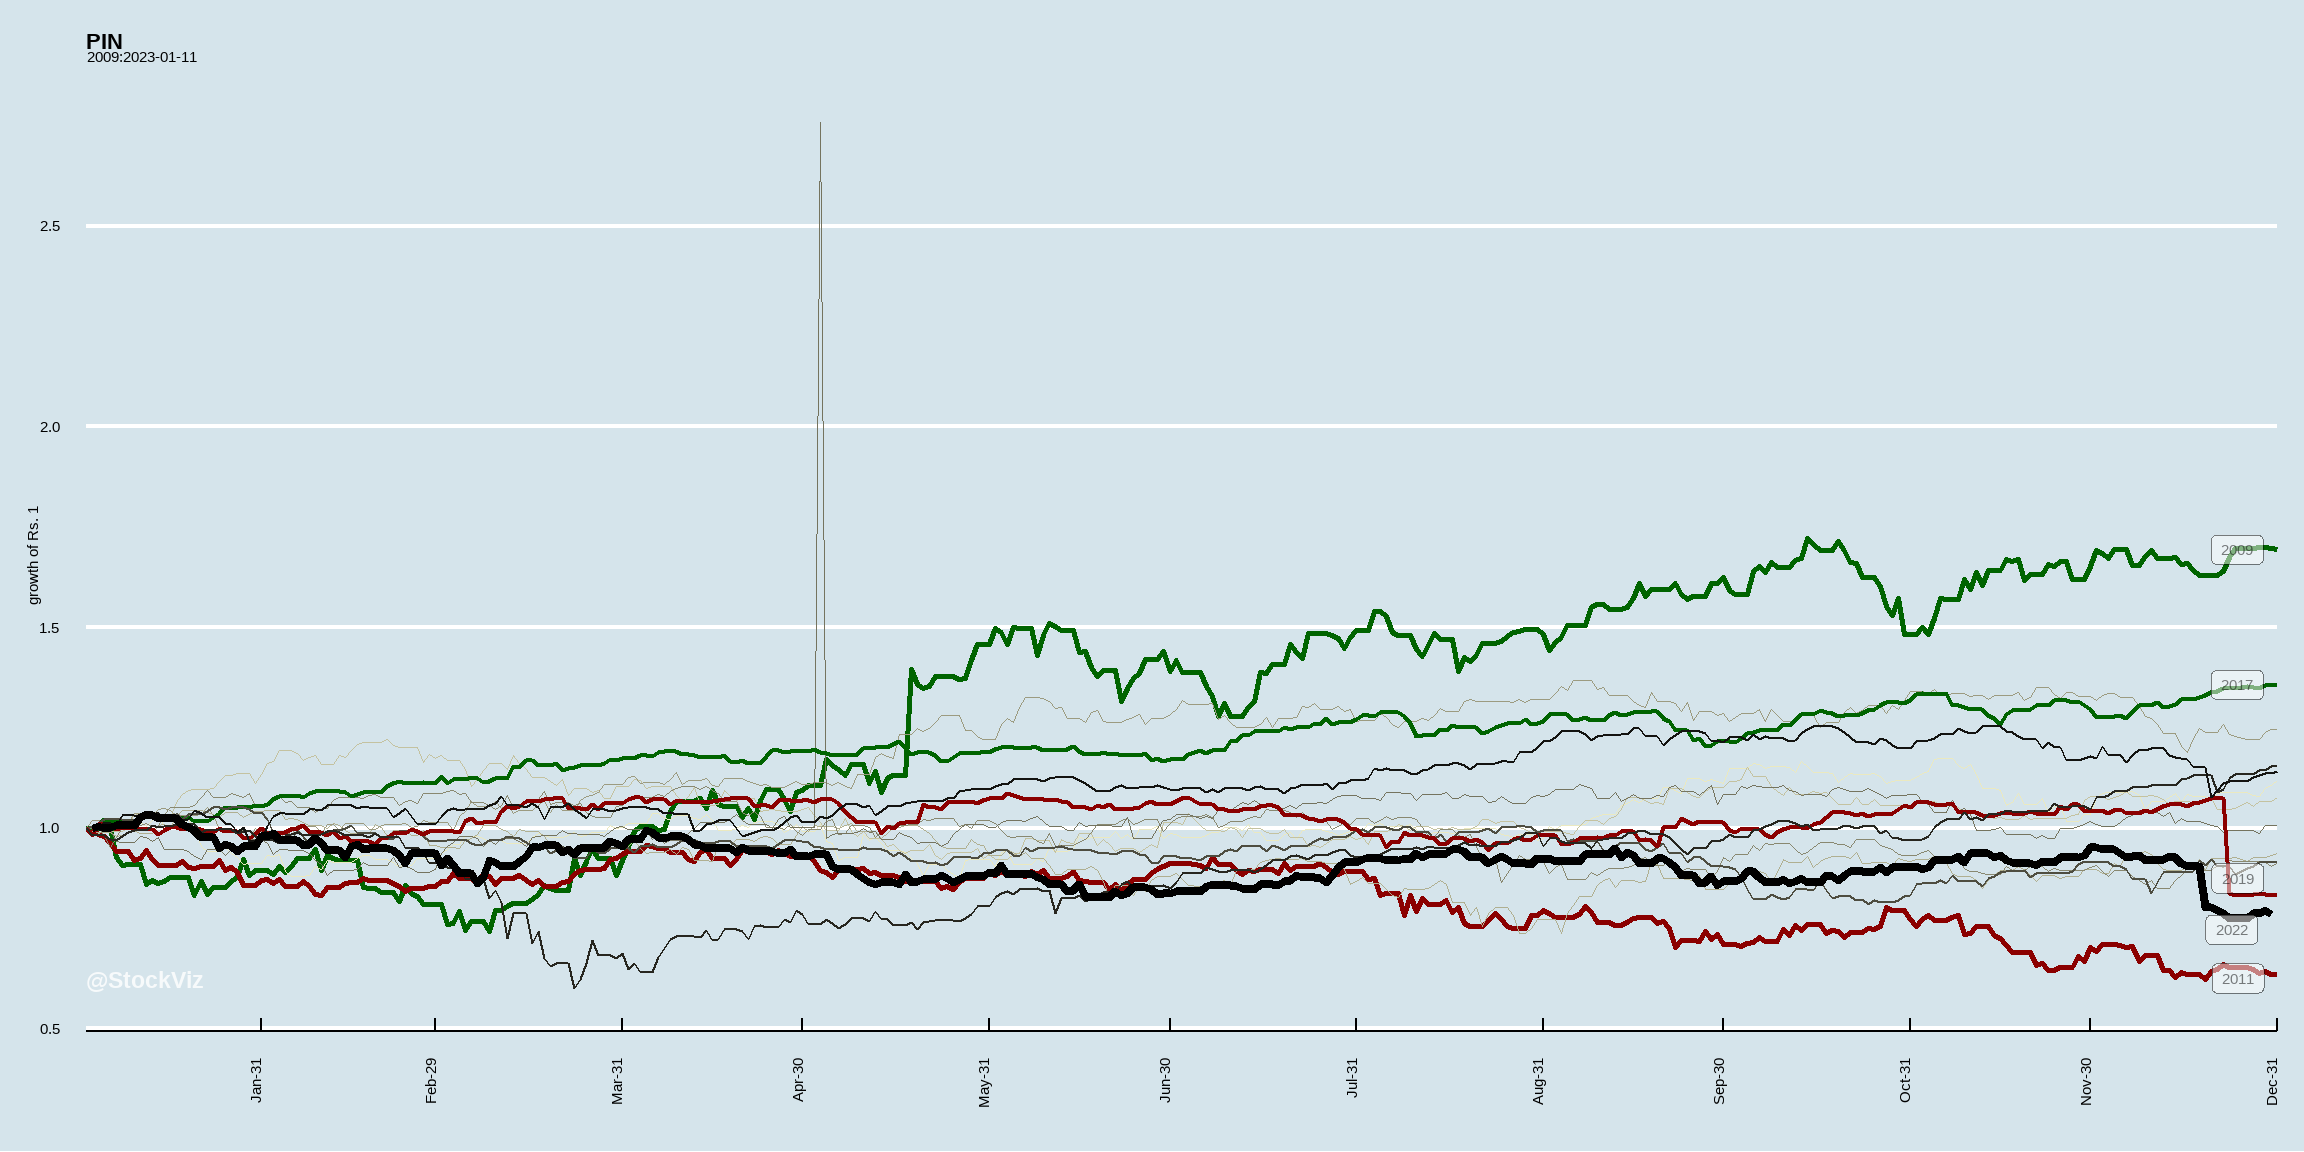 PIN
2009:2023-01-11
2.5
2.0
1.5
1.0
0.5
growth of Rs. 1
2009
2017
2019
2022
2011
@StockViz
Jan-31
Feb-29
Mar-31
Apr-30
May-31
Jun-30
Jul-31
Aug-31
Sep-30
Oct-31
Nov-30
Dec-31